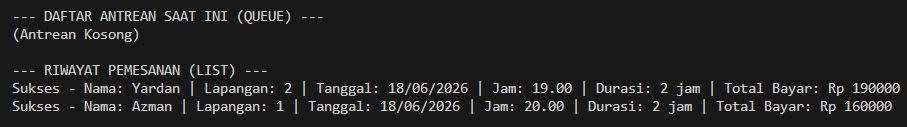 --- DAFTAR ANTREAN SAAT INI (QUEUE) ---
(Antrean Kosong)
--- RIWAYAT PEMESANAN (LIST) ---
Sukses - Nama: Yardan | Lapangan: 2 | Tanggal: 18/06/2026 | Jam: 19.00 | Durasi: 2 jam | Total Bayar: Rp 190000
Sukses - Nama: Azman | Lapangan: 1 | Tanggal: 18/06/2026 | Jam: 20.00 | Durasi: 2 jam | Total Bayar: Rp 160000